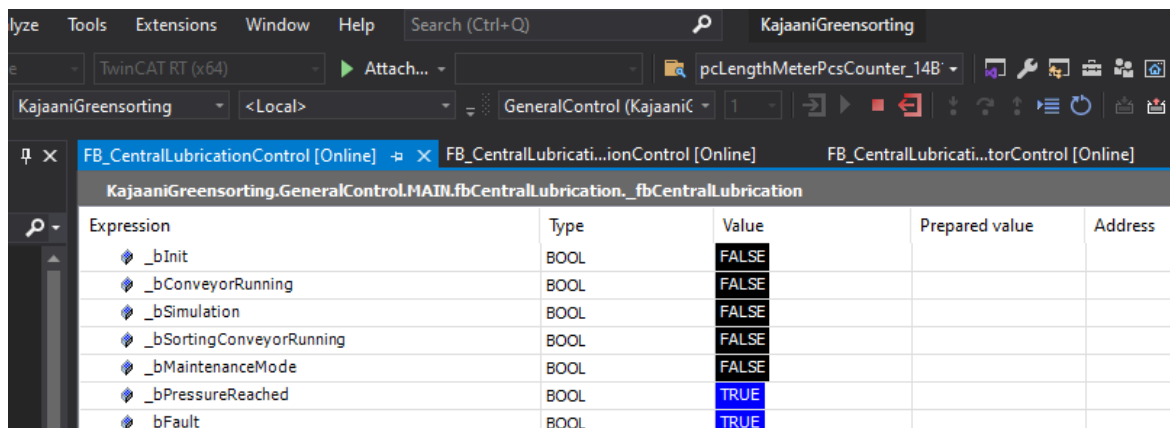 lyze Tools Extensions Window Help Search (Ctrl+Q) KajaaniGreensorting
e TwinCAT RT (x64) Attach... pcLengthMeterPcsCounter_14B
KajaaniGreensorting <Local> GeneralControl (KajaaniG 1
FB_CentralLubricationControl [Online] FB_CentralLubricati...ionControl [Online] FB_CentralLubricati...torControl [Online]
KajaaniGreensorting.GeneralControl.MAIN.fbCentralLubrication._fbCentralLubrication
Expression Type Value Prepared value Address
_bInit BOOL FALSE
_bConveyorRunning BOOL FALSE
_bSimulation BOOL FALSE
_bSortingConveyorRunning BOOL FALSE
_bMaintenanceMode BOOL FALSE
_bPressureReached BOOL TRUE
_bFault BOOL TRUE